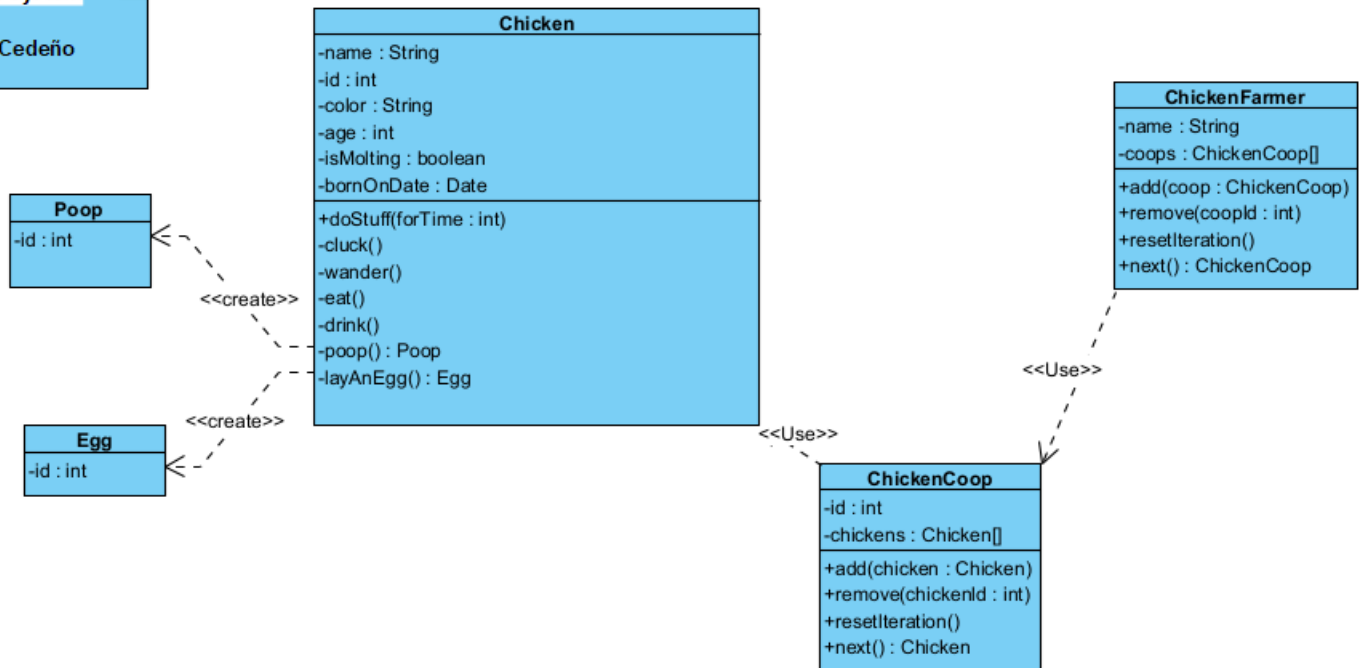 Cedeño
Chicken
-name : String
-id : int
-color : String
-age : int
-isMolting : boolean
-bornOnDate : Date
+doStuff(forTime : int)
-cluck()
-wander()
-eat()
-drink()
-poop() : Poop
-layAnEgg() : Egg
Poop
-id : int
<<create>>
Egg
-id : int
<<create>>
<<Use>>
ChickenCoop
-id : int
-chickens : Chicken[]
+add(chicken : Chicken)
+remove(chickenId : int)
+resetIteration()
+next() : Chicken
<<Use>>
ChickenFarmer
-name : String
-coops : ChickenCoop[]
+add(coop : ChickenCoop)
+remove(coopId : int)
+resetIteration()
+next() : ChickenCoop